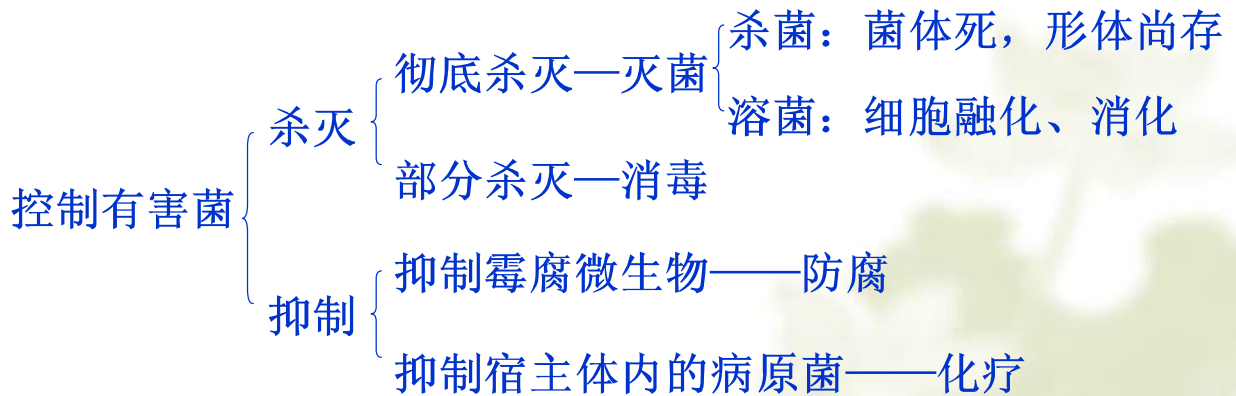 控制有害菌
杀灭
彻底杀灭—灭菌
杀菌：菌体死，形体尚存
溶菌：细胞融化、消化
部分杀灭—消毒
抑制
抑制霉腐微生物——防腐
抑制宿主体内的病原菌——化疗